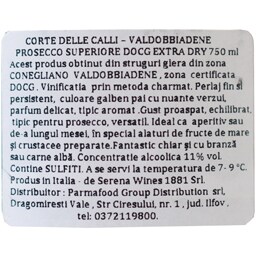 CORTE DELLE CALLI - VALDOBBIADENE
PROSECCO SUPERIORE DOCG EXTRA DRY 750 ml
Acest produs obtinut din struguri glera din zona
CONEGLIANO VALDOBBIADENE , zona certificata
DOCG . Vinificatia prin metoda charmat. Perlaj fin si
persistent, culoare galben pai cu nuante verzui,
parfum delicat, tipic aromat .Gust proaspat, echilibrat,
tipic pentru prosecco, versatil. Ideal ca aperitiv sau
de-a lungul mesei, in special alaturi de fructe de mare
si crustacee preparate.Fantastic chiar si cu branza
sau carne albă. Concentratie alcoolica 11% vol.
Contine SULFITI. A se servi la temperatura de 7- 9 °C.
Produs in Italia - de Serena Wines 1881 Srl.
Distribuitor : Parmafood Group Distribution srl,
Dragomiresti Vale , Str Ciresului, nr. 1 , jud. Ilfov .
tel: 0372119800.